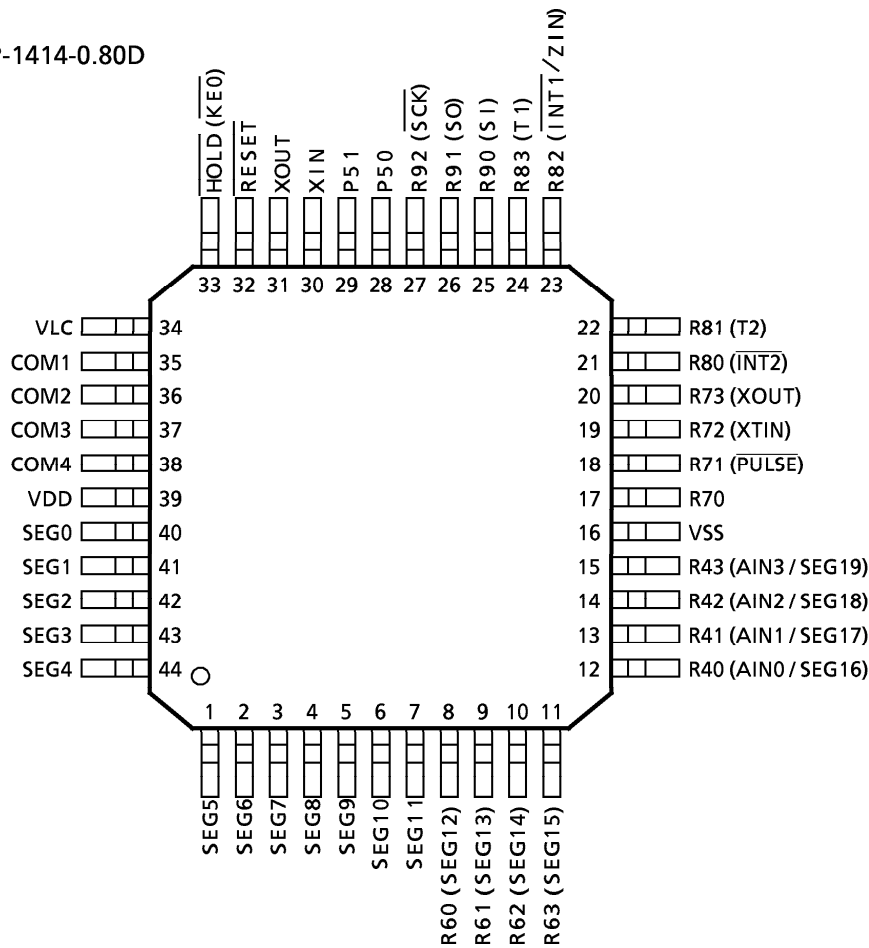 -1414-0.80D
HOLD (KE0)
RESET
XOUT
XIN
P51
P50
R92 (SCK)
R91 (SO)
R90 (SI)
R83 (T1)
R82 (INT1/ZIN)
33 32 31 30 29 28 27 26 25 24 23
VLC 34 22 R81 (T2)
COM1 35 21 R80 (INT2)
COM2 36 20 R73 (XOUT)
COM3 37 19 R72 (XTIN)
COM4 38 18 R71 (PULSE)
VDD 39 17 R70
SEG0 40 16 VSS
SEG1 41 15 R43 (AIN3 / SEG19)
SEG2 42 14 R42 (AIN2 / SEG18)
SEG3 43 13 R41 (AIN1 / SEG17)
SEG4 44 12 R40 (AIN0 / SEG16)
1 2 3 4 5 6 7 8 9 10 11
SEG5
SEG6
SEG7
SEG8
SEG9
SEG10
SEG11
R60 (SEG12)
R61 (SEG13)
R62 (SEG14)
R63 (SEG15)